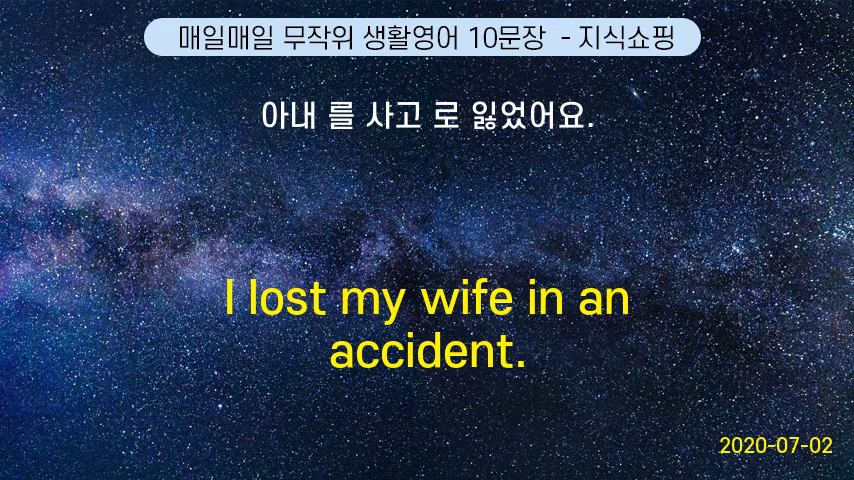 매일매일 무작위 생활영어 10문장 - 지식쇼핑
아내 를 사고 로 잃었어요.
I lost my wife in an
accident.
2020-07-02